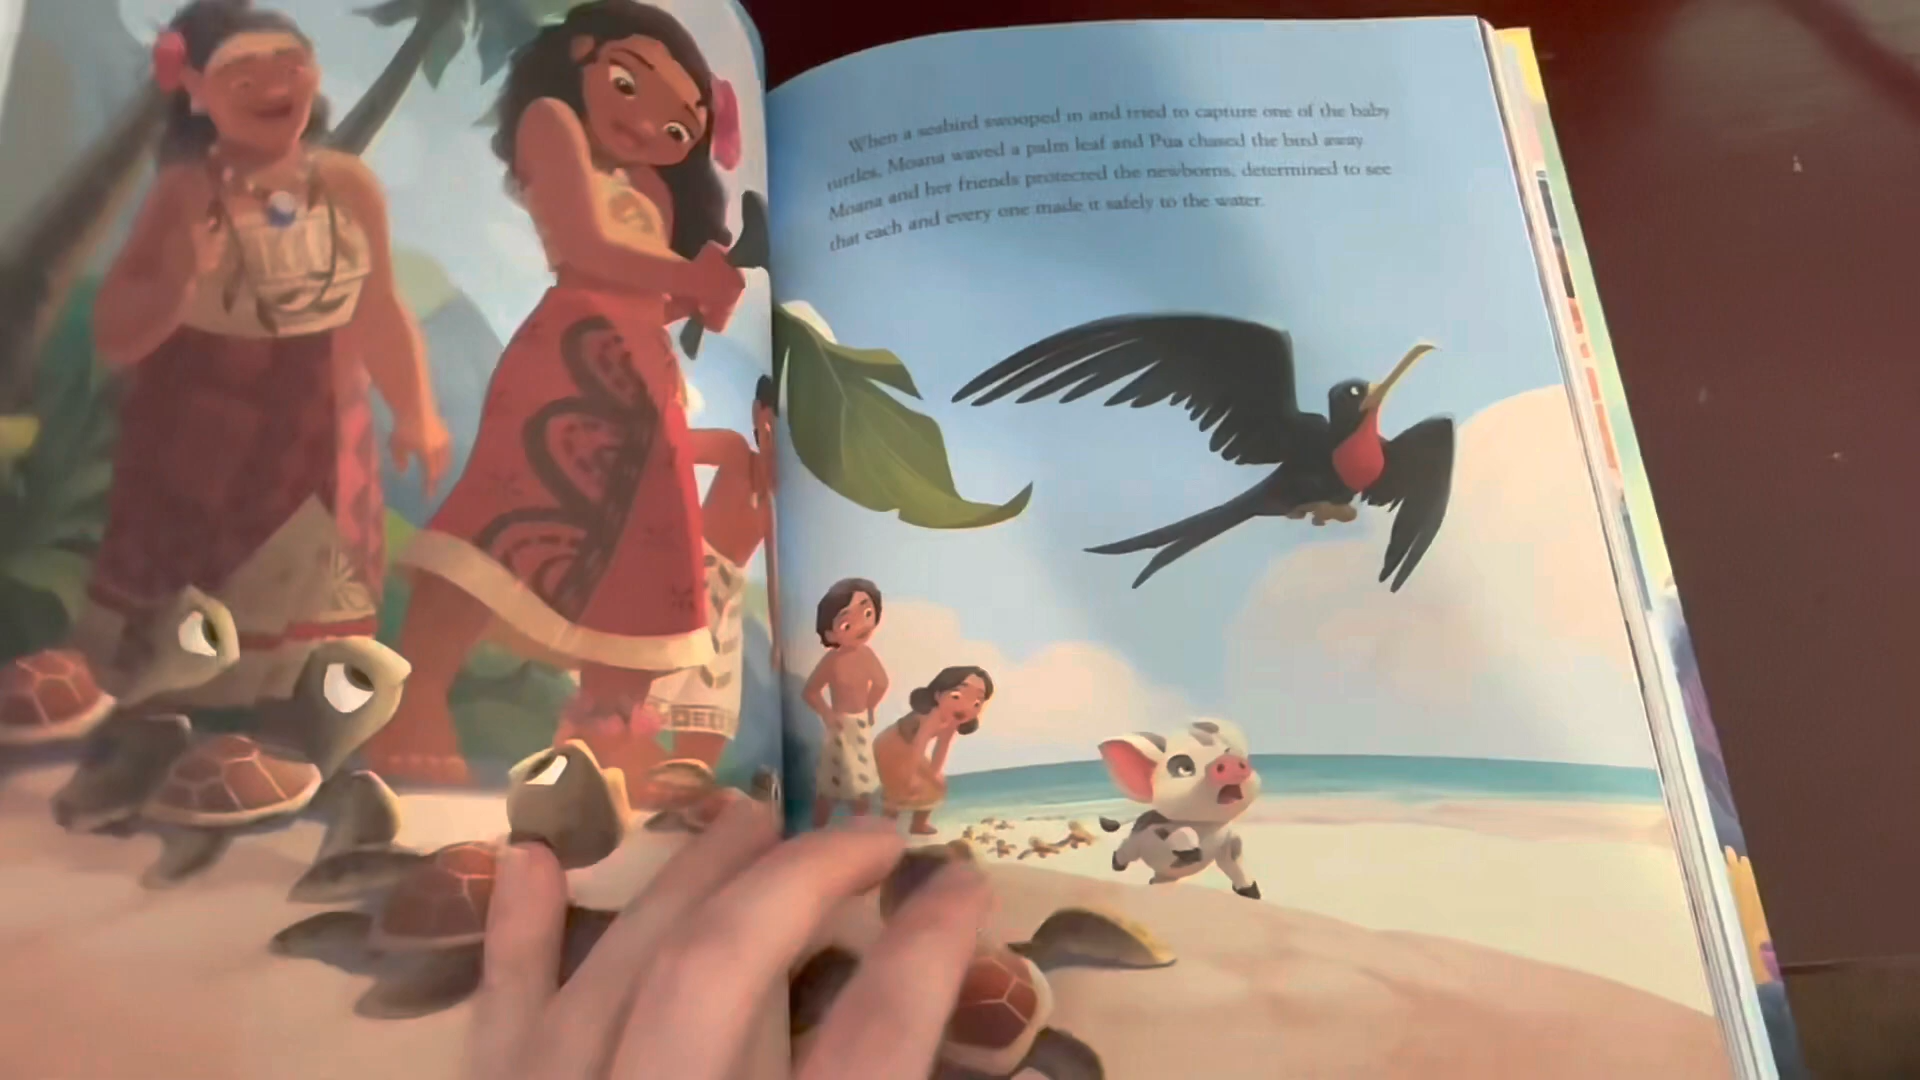 When a seabird swooped in and tried to capture one of the baby
turtles, Moana waved a palm leaf and Pua chased the bird away.
Moana and her friends protected the newborns, determined to see
that each and every one made it safely to the water.